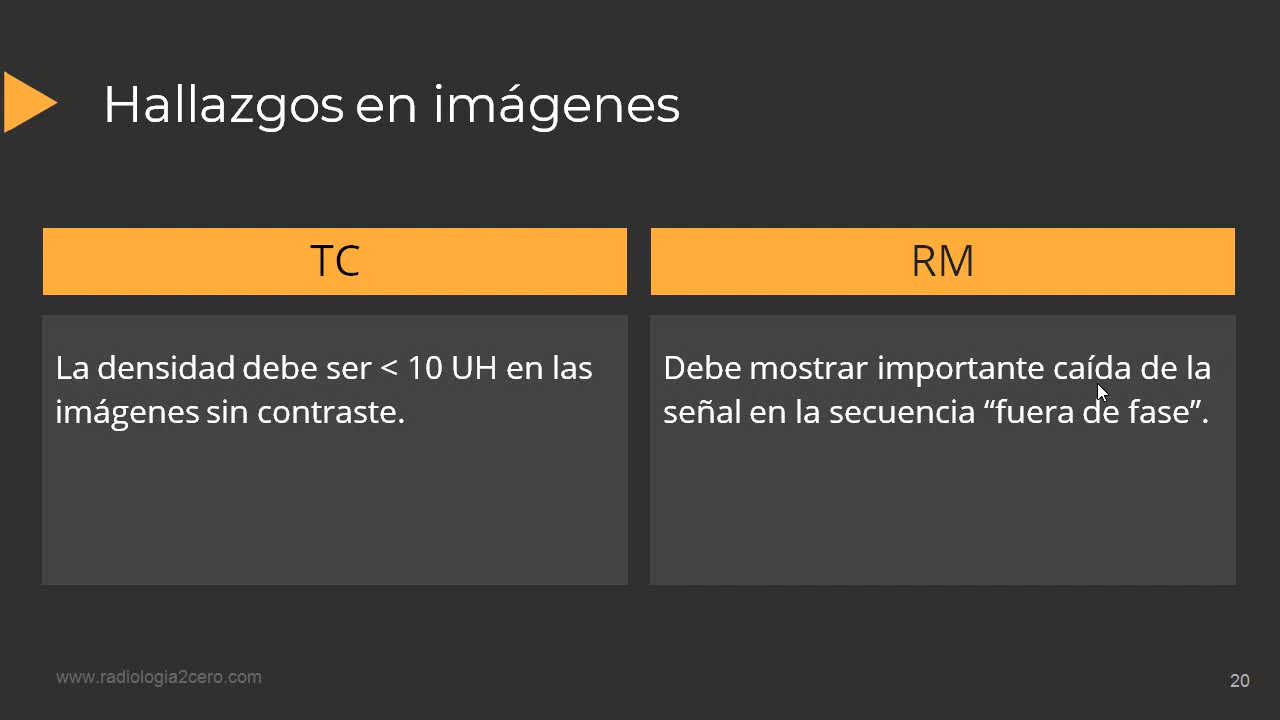 Hallazgos en imágenes
TC
La densidad debe ser < 10 UH en las
imágenes sin contraste.
RM
Debe mostrar importante caída de la
señal en la secuencia “fuera de fase”.
www.radiologia2cero.com
20